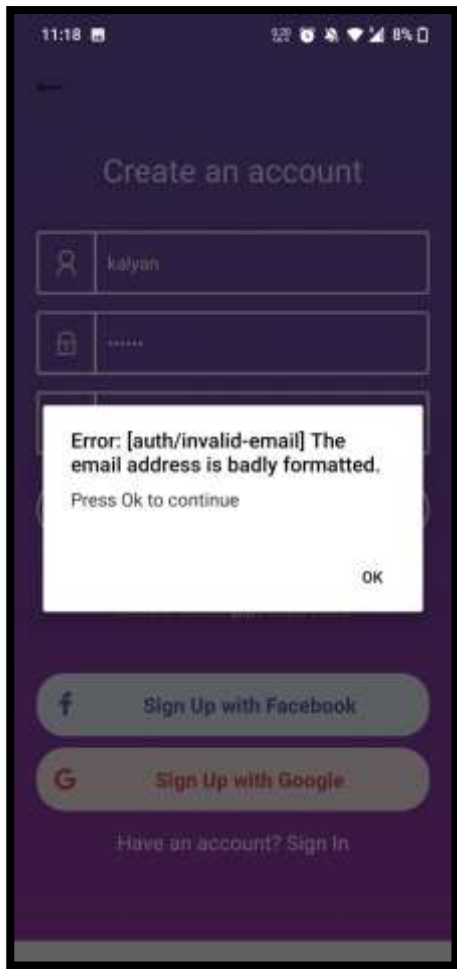 11:18
8%
Create an account
kalyan
······
Error: [auth/invalid-email] The
email address is badly formatted.
Press Ok to continue
OK
f Sign Up with Facebook
G Sign Up with Google
Have an account? Sign In